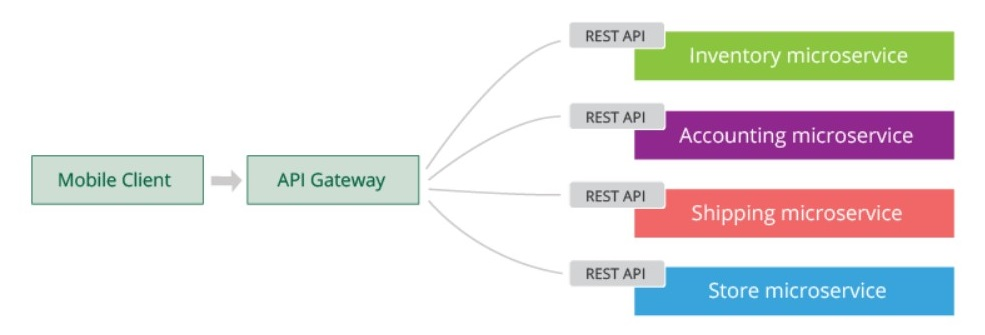 Mobile Client
API Gateway
REST API
Inventory microservice
REST API
Accounting microservice
REST API
Shipping microservice
REST API
Store microservice